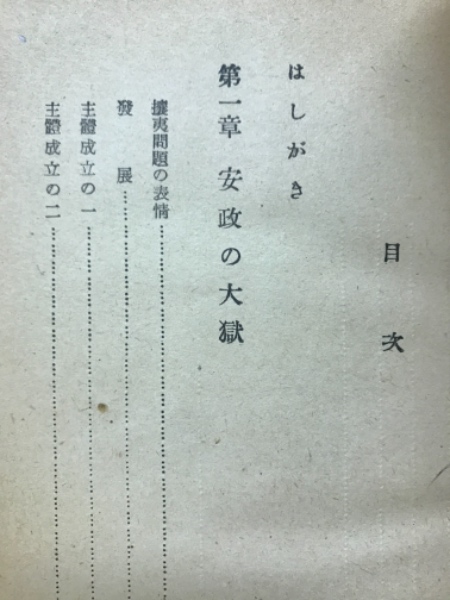 目次
はしがき
第一章 安政の大獄
攘夷問題の表情
發展
主體成立の一
主體成立の二